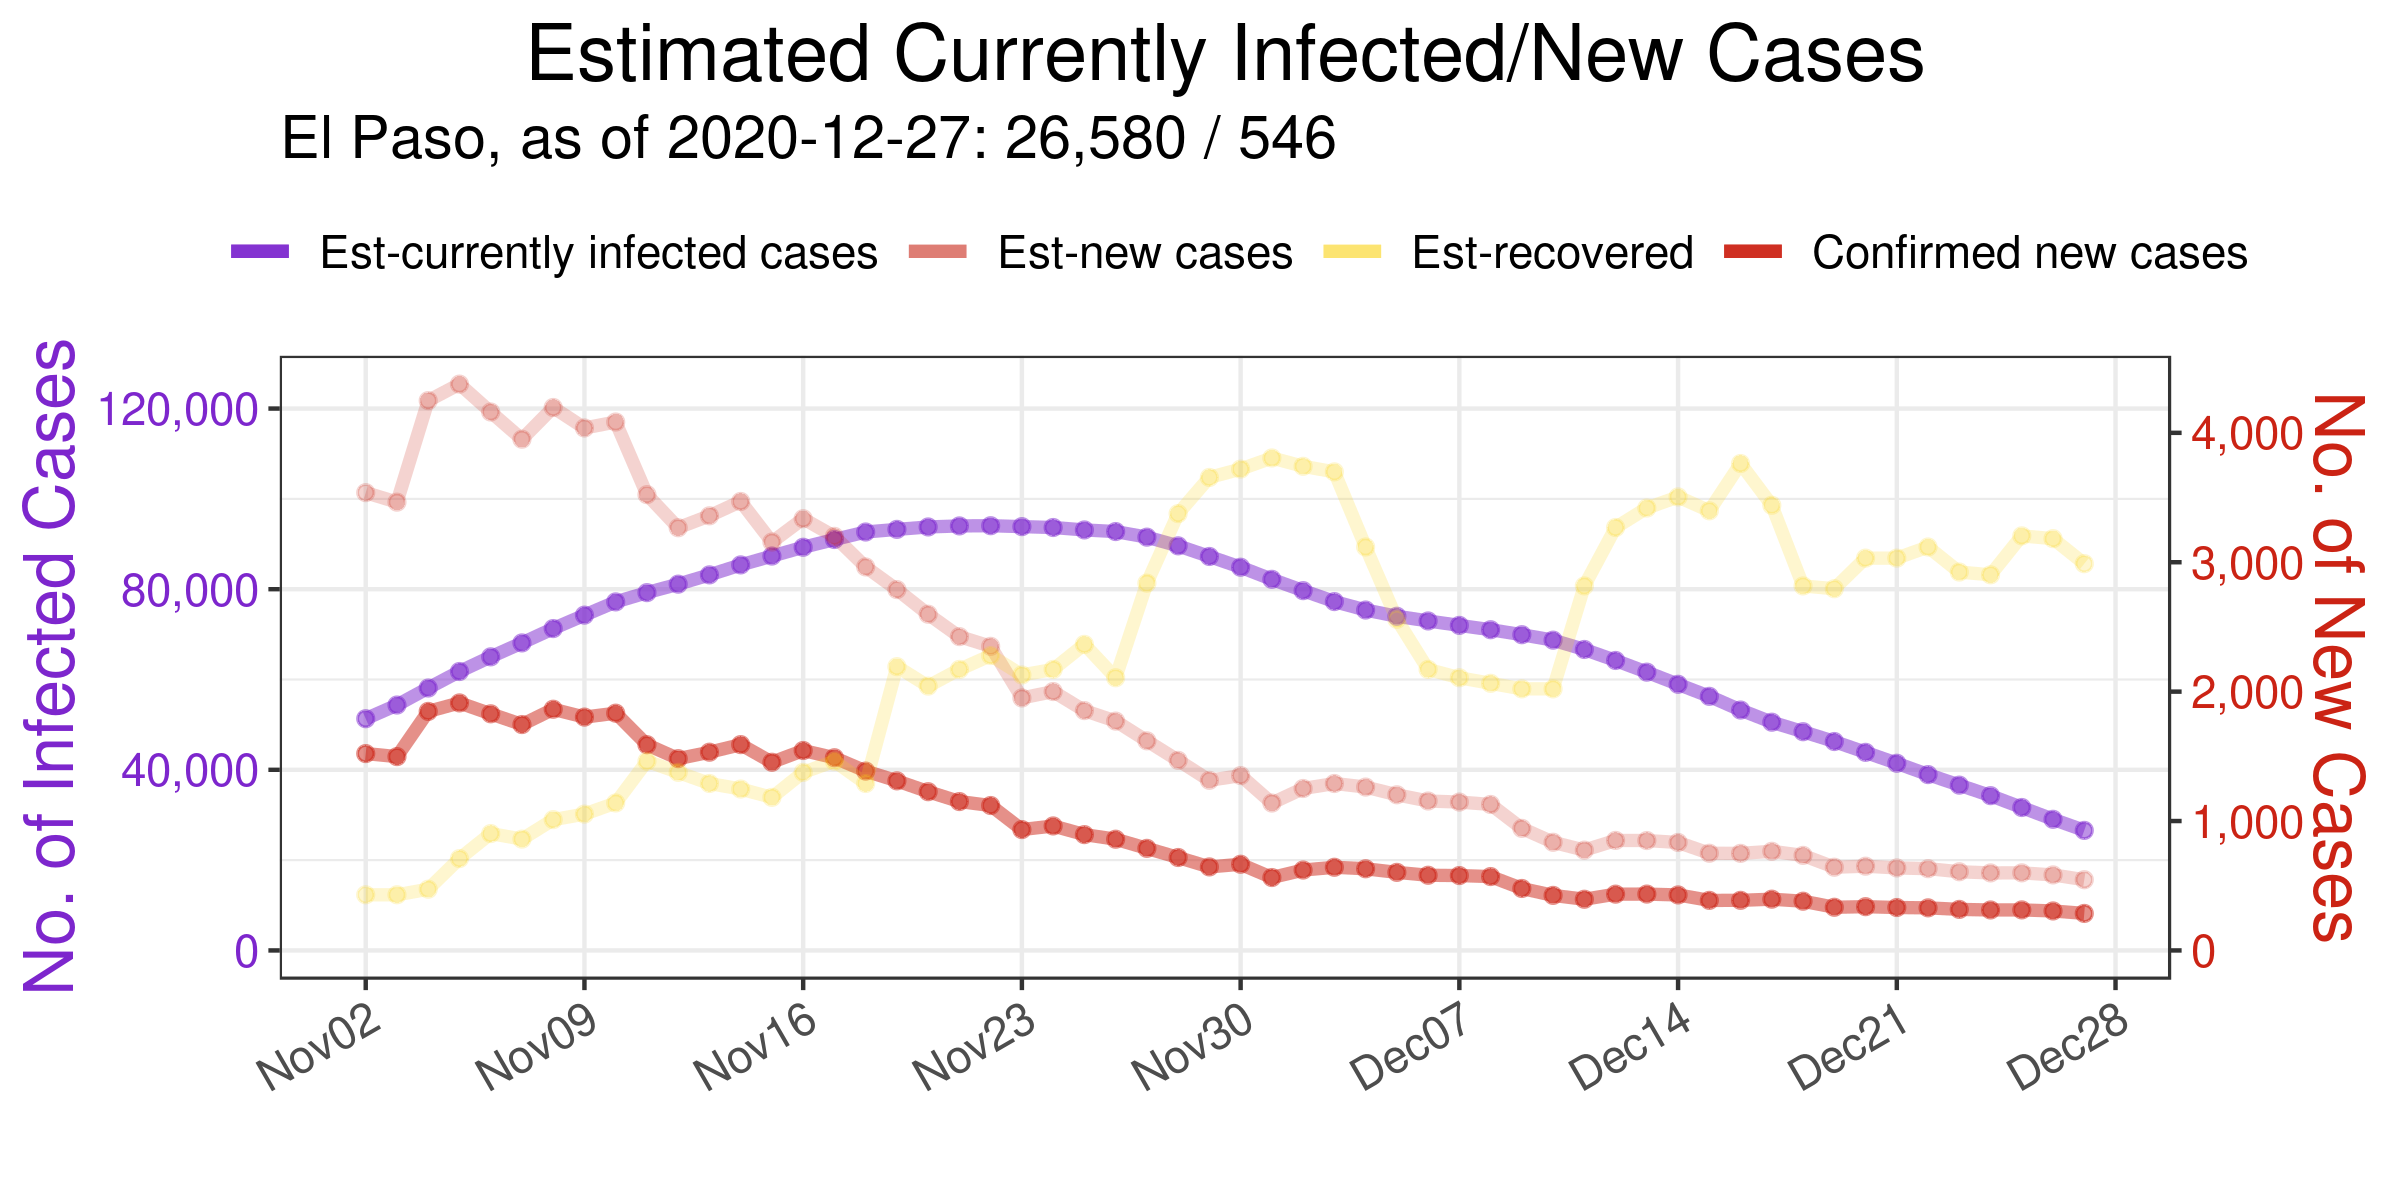 Estimated Currently Infected/New Cases
El Paso, as of 2020-12-27: 26,580 / 546
Est-currently infected cases
Est-new cases
Est-recovered
Confirmed new cases
No. of Infected Cases
120,000
80,000
40,000
0
No. of New Cases
4,000
3,000
2,000
1,000
0
Nov02
Nov09
Nov16
Nov23
Nov30
Dec07
Dec14
Dec21
Dec28